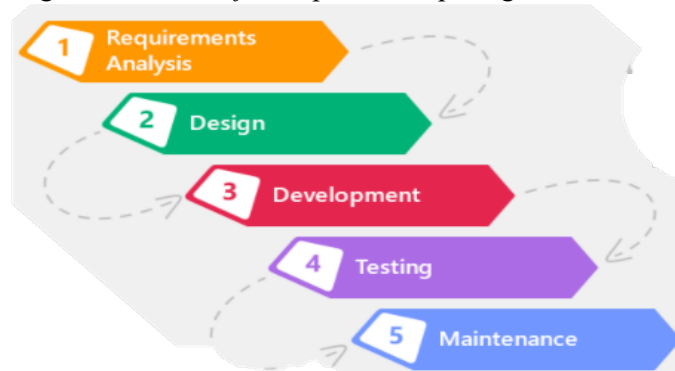 1 Requirements
Analysis
2 Design
3 Development
4 Testing
5 Maintenance